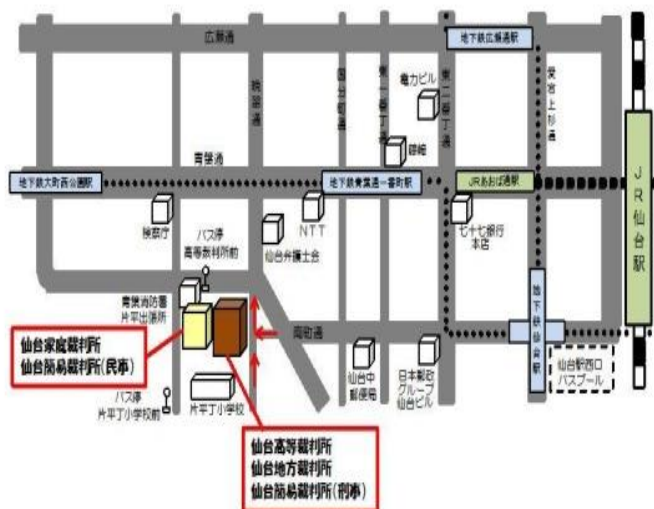 地下鉄広瀬通駅
広瀬通
晩翠通
国分町通
東一番丁通
東二番丁通
愛宕上杉通
電力ビル
藤崎
青葉通
地下鉄大町西公園駅
地下鉄青葉通一番町駅
JRあおば通駅
JR仙台駅
検察庁
バス停
高等裁判所前
NTT
仙台弁護士会
七十七銀行
本店
青葉消防署
片平出張所
南町通
地下鉄仙台駅
仙台駅西口
バスプール
仙台家庭裁判所
仙台簡易裁判所(民事)
仙台中
郵便局
日本郵政
グループ
仙台ビル
バス停
片平丁小学校前
片平丁小学校
仙台高等裁判所
仙台地方裁判所
仙台簡易裁判所(刑事)